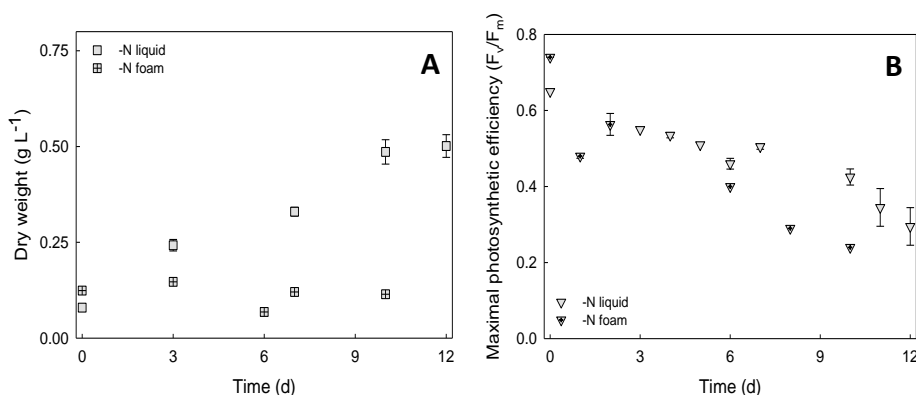 A
-N liquid
-N foam
Dry weight (g L⁻¹)
0.75
0.50
0.25
0.00
0 3 6 9 12
Time (d)
B
Maximal photosynthetic efficiency (Fᵥ/Fₘ)
0.8
0.6
0.4
0.2
0.0
-N liquid
-N foam
0 3 6 9 12
Time (d)